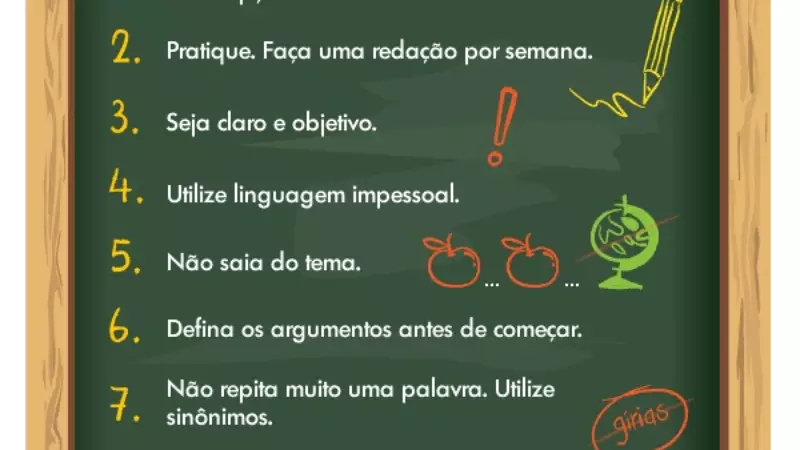 2. Pratique. Faça uma redação por semana.
3. Seja claro e objetivo.
4. Utilize linguagem impessoal.
5. Não saia do tema.
... ...
6. Defina os argumentos antes de começar.
7. Não repita muito uma palavra. Utilize
sinônimos.
gírias